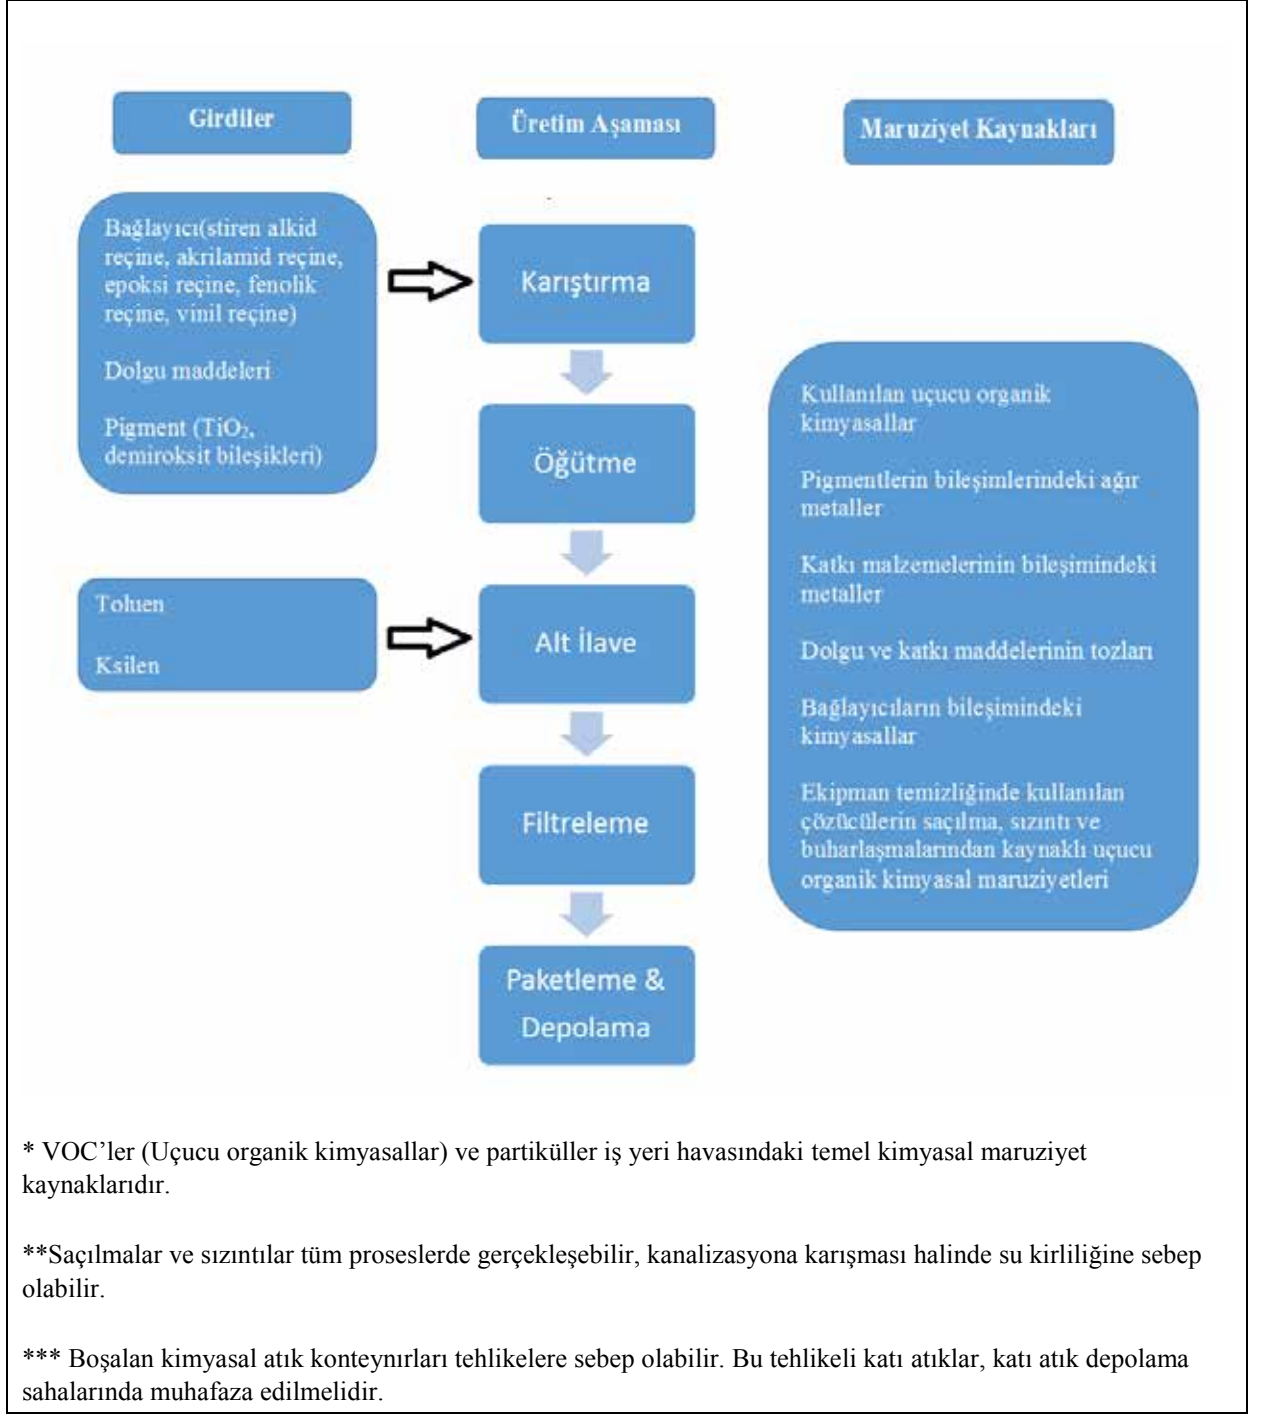 Girdiler
Üretim Aşaması
Maruziyet Kaynakları
Bağlayıcı(stiren alkid
reçine, akrilamid reçine,
epoksi reçine, fenolik
reçine, vinil reçine)
Dolgu maddeleri
Pigment (TiO₂,
demiroksit bileşikleri)
Karıştırma
Öğütme
Toluen
Ksilen
Alt İlave
Filtreleme
Paketleme &
Depolama
Kullanılan uçucu organik
kimyasallar
Pigmentlerin bileşimlerindeki ağır
metaller
Katkı malzemelerinin bileşimindeki
metaller
Dolgu ve katkı maddelerinin tozları
Bağlayıcıların bileşimindeki
kimyasallar
Ekipman temizliğinde kullanılan
çözücülerin saçılma, sızıntı ve
buharlaşmalarından kaynaklı uçucu
organik kimyasal maruziyetleri
* VOC’ler (Uçucu organik kimyasallar) ve partiküller iş yeri havasındaki temel kimyasal maruziyet
kaynaklarıdır.
**Saçılmalar ve sızıntılar tüm proseslerde gerçekleşebilir, kanalizasyona karışması halinde su kirliliğine sebep
olabilir.
*** Boşalan kimyasal atık konteynırları tehlikelere sebep olabilir. Bu tehlikeli katı atıklar, katı atık depolama
sahalarında muhafaza edilmelidir.